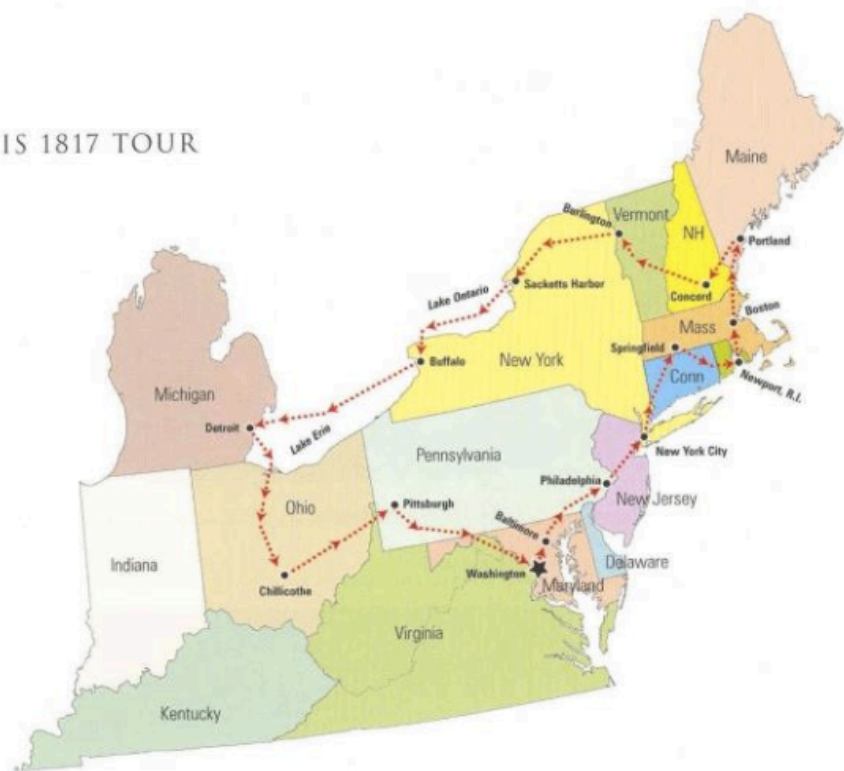 IS 1817 TOUR
Maine
Burlington
Vermont
NH
Portland
Lake Ontario
Sacketts Harbor
Concord
Boston
Mass
Springfield
Buffalo
New York
Conn
Newport, R.I.
Michigan
Detroit
Lake Erie
New York City
Pennsylvania
Philadelphia
Ohio
Pittsburgh
New Jersey
Baltimore
Indiana
Delaware
Washington
Maryland
Chillicothe
Virginia
Kentucky